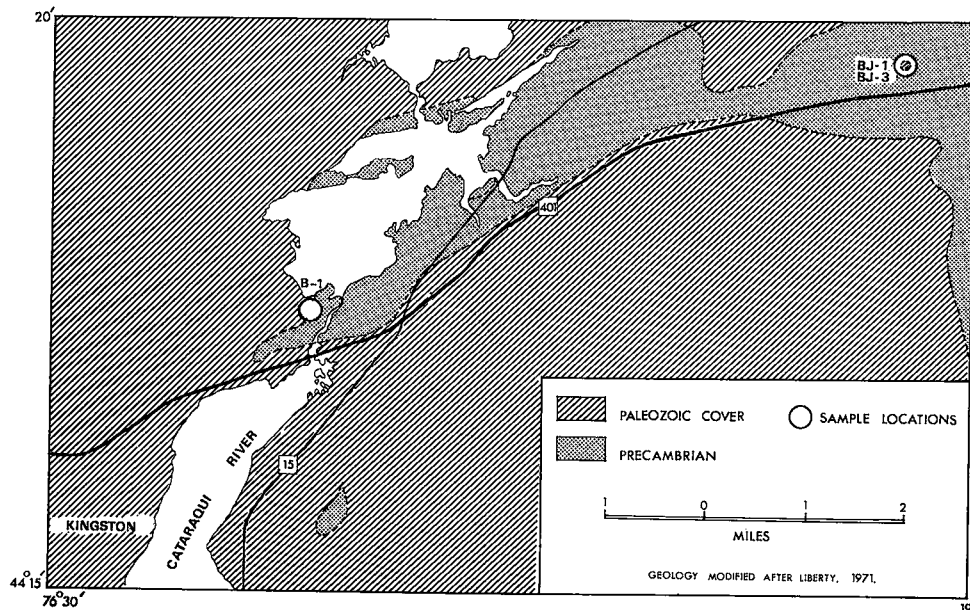 20'
BJ-1
BJ-3
401
B-1
PALEOZOIC COVER
SAMPLE LOCATIONS
PRECAMBRIAN
RIVER
15
CATARAQUI
KINGSTON
1 0 1 2
MILES
GEOLOGY MODIFIED AFTER LIBERTY, 1971.
44°15'
76°30'